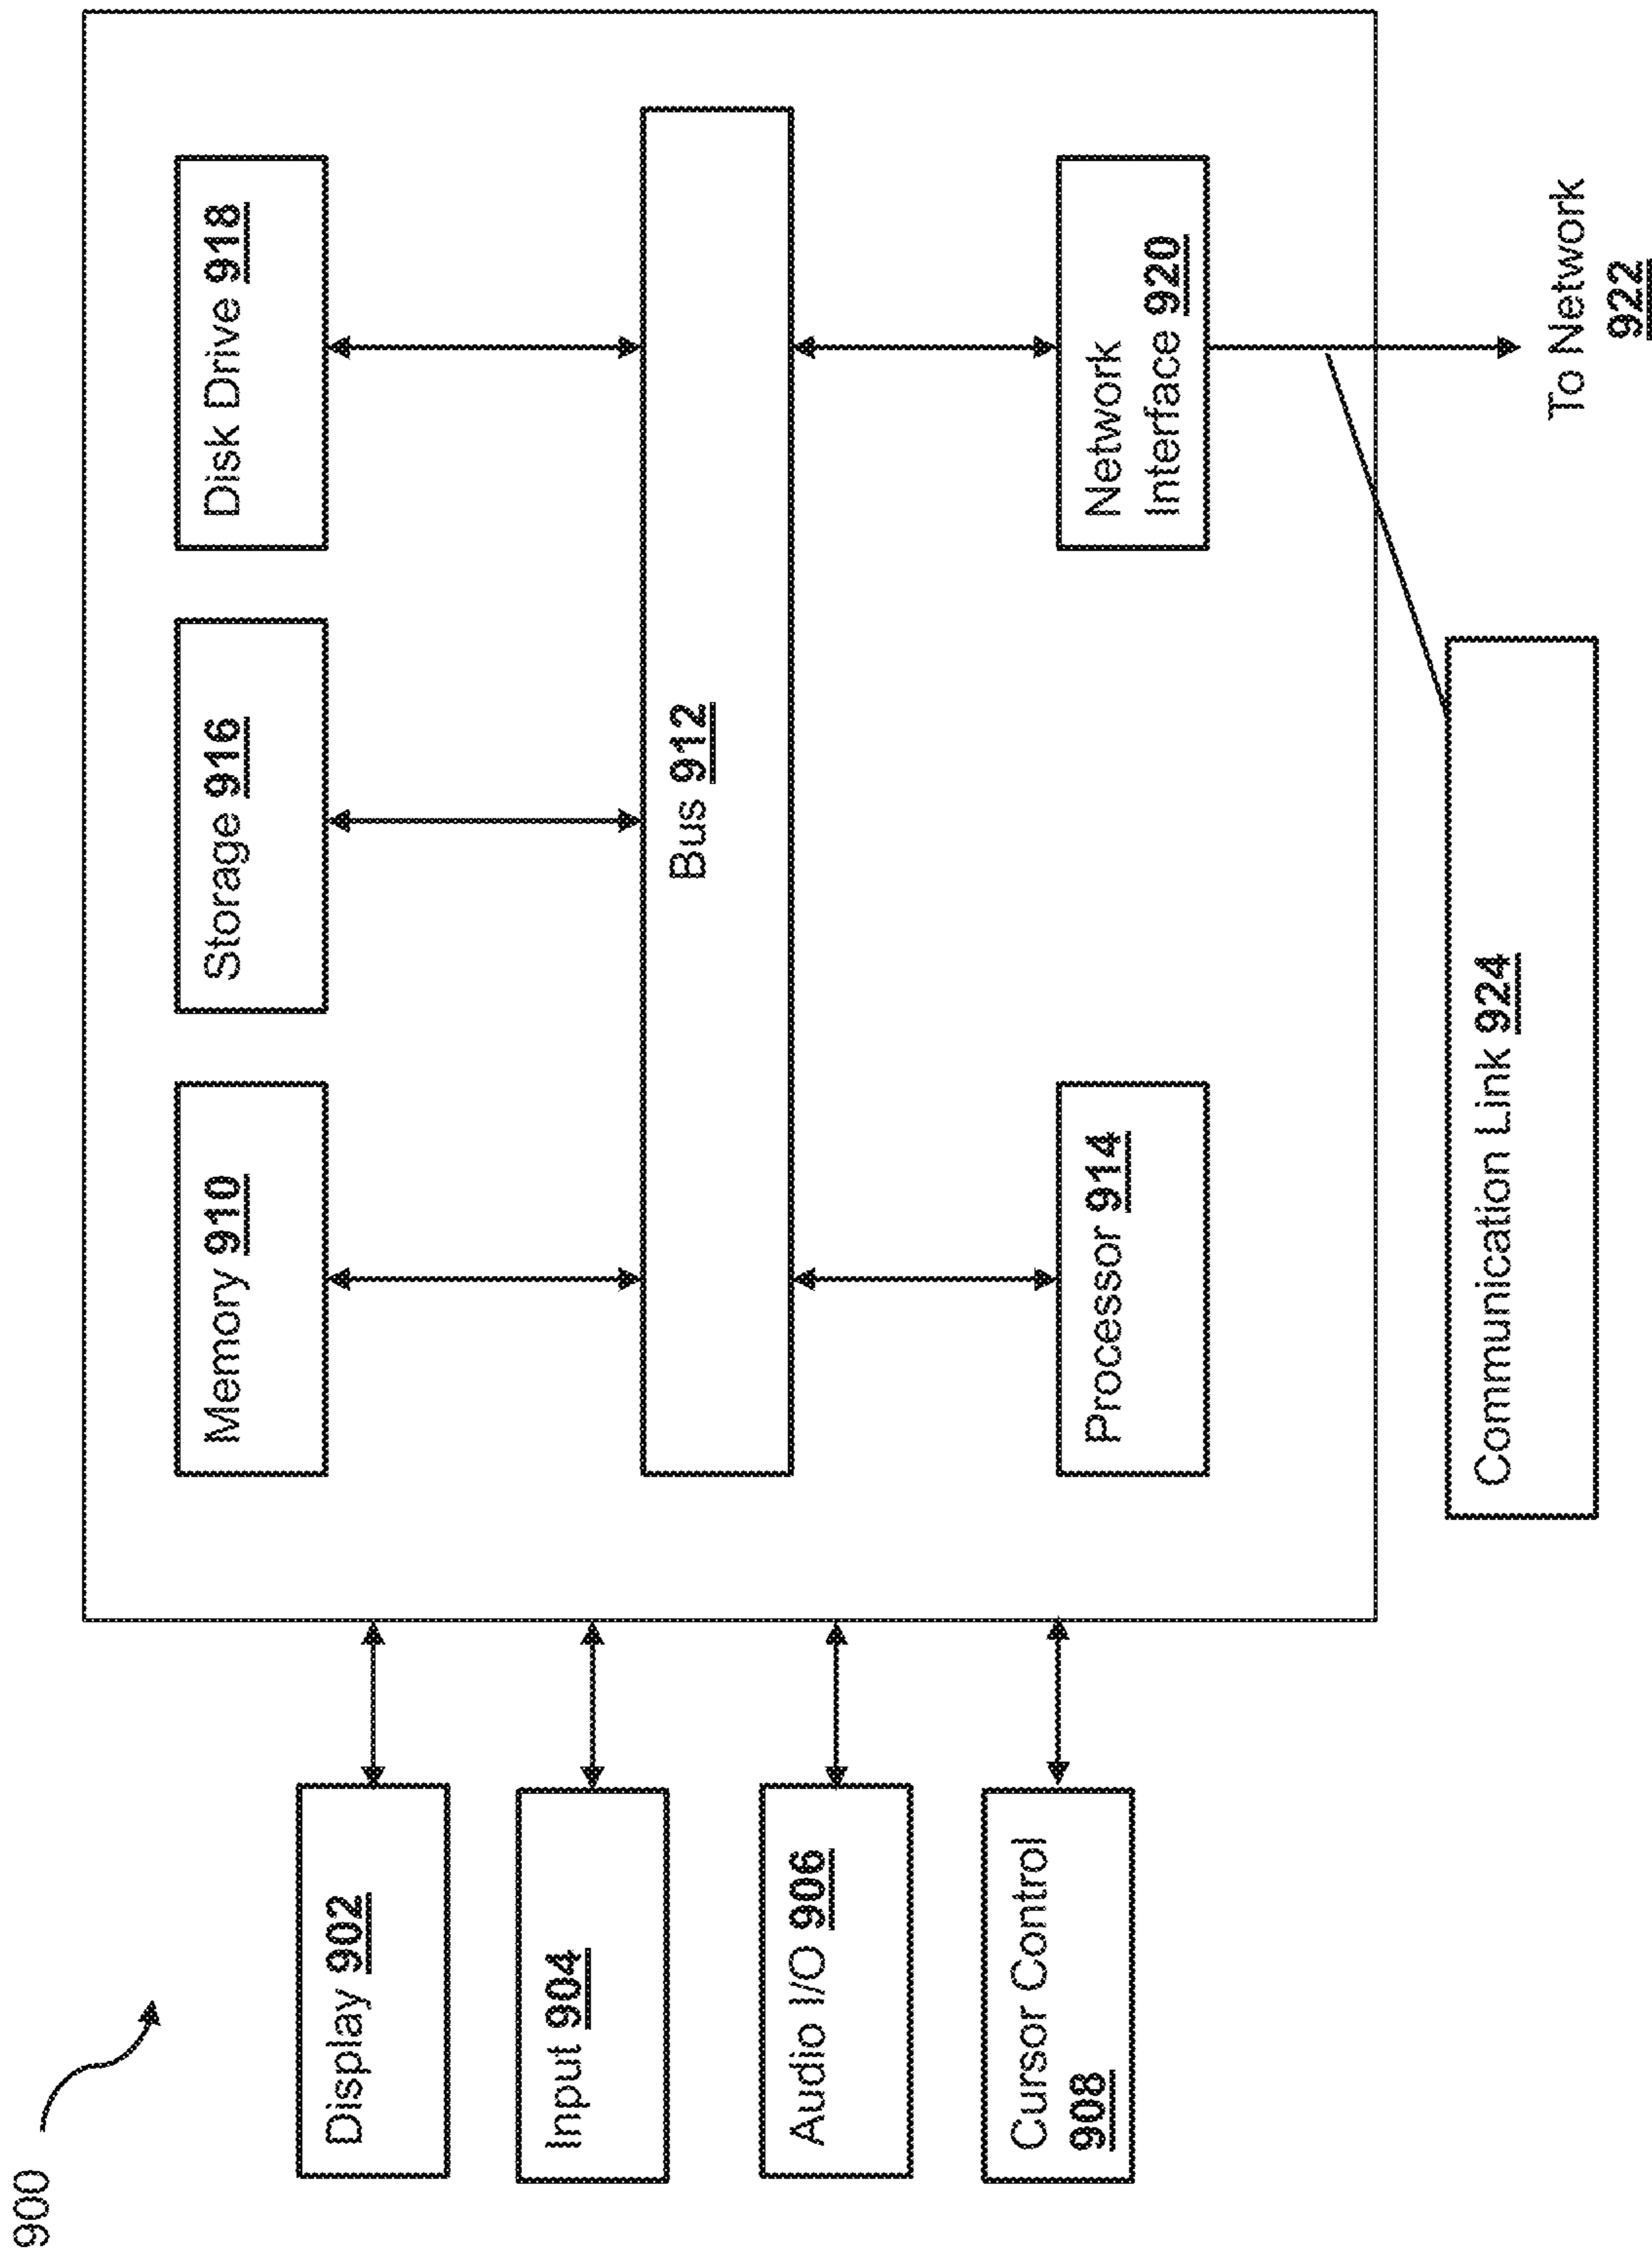 900
Display 902
Input 904
Audio I/O 906
Cursor Control
908
Memory 910
Storage 916
Disk Drive 918
Bus 912
Processor 914
Network
Interface 920
Communication Link 924
To Network
922